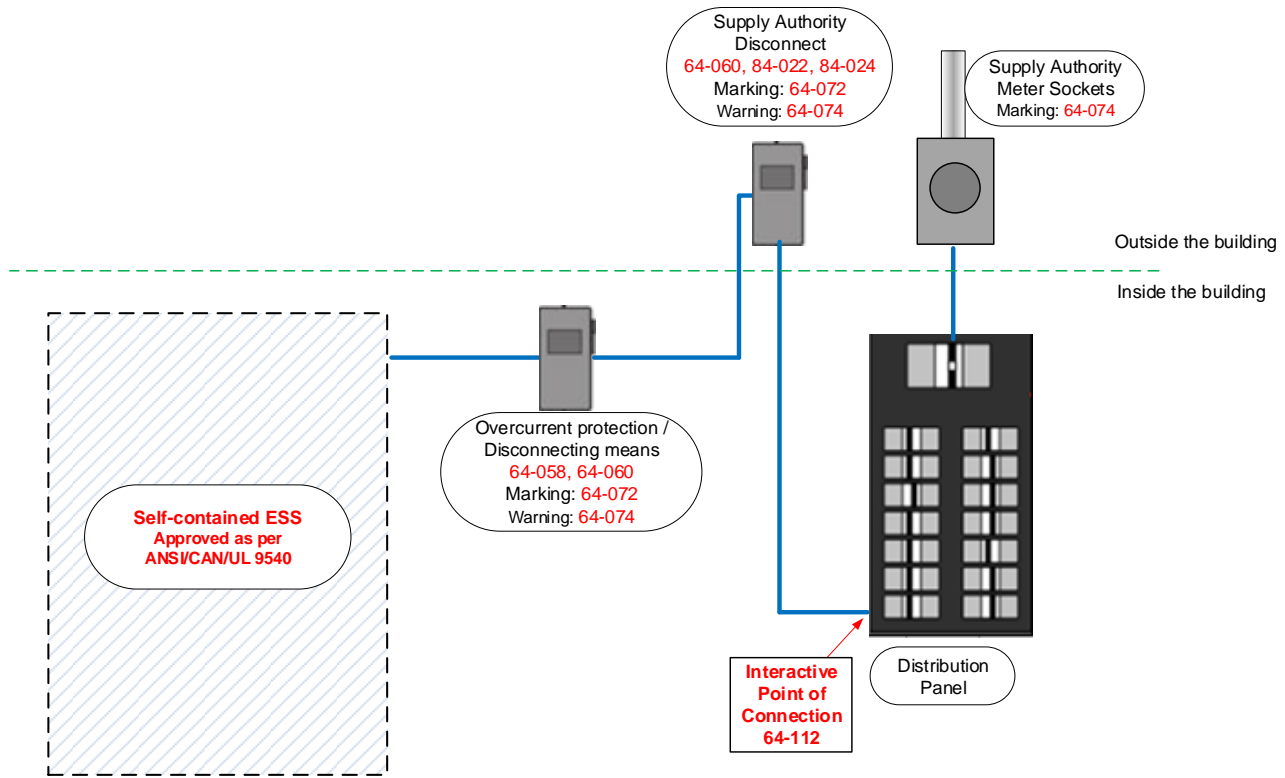 Supply Authority
Disconnect
64-060, 84-022, 84-024
Marking: 64-072
Warning: 64-074
Supply Authority
Meter Sockets
Marking: 64-074
Outside the building
Inside the building
Overcurrent protection /
Disconnecting means
64-058, 64-060
Marking: 64-072
Warning: 64-074
Self-contained ESS
Approved as per
ANSI/CAN/UL 9540
Interactive
Point of
Connection
64-112
Distribution
Panel